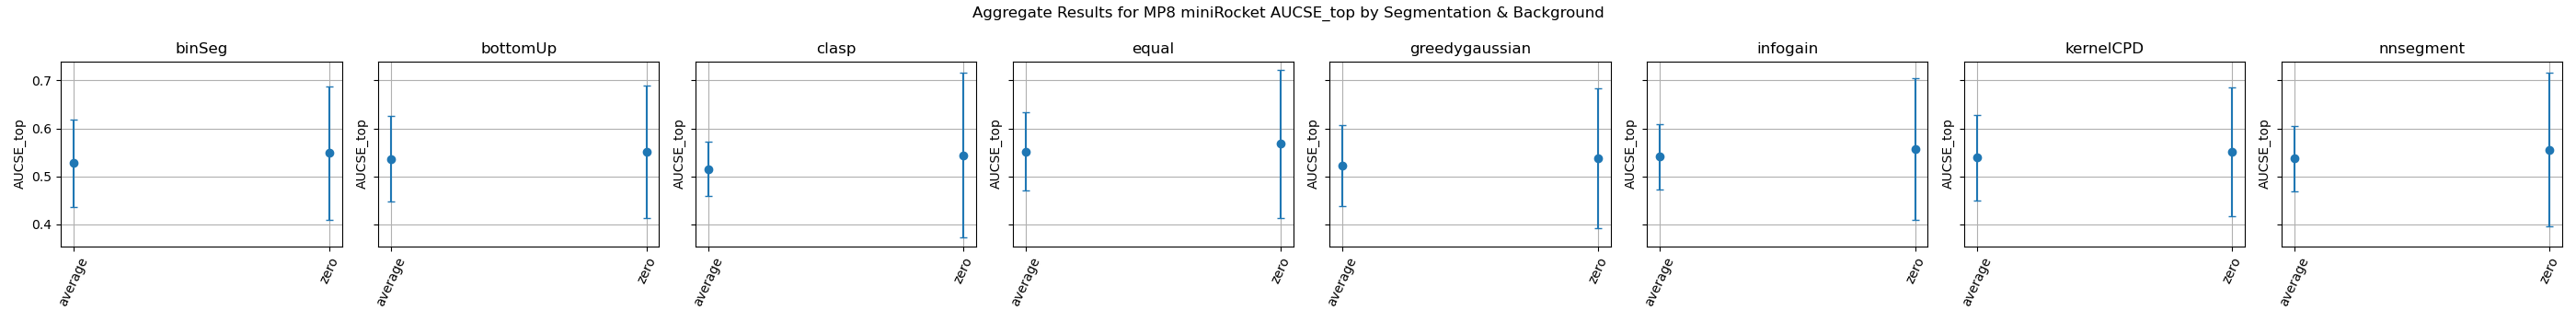 Aggregate Results for MP8 miniRocket AUCSE_top by Segmentation & Background
binSeg
AUCSE_top
0.7
0.6
0.5
0.4
average
zero
bottomUp
AUCSE_top
average
zero
clasp
AUCSE_top
average
zero
equal
AUCSE_top
average
zero
greedygaussian
AUCSE_top
average
zero
infogain
AUCSE_top
average
zero
kernelCPD
AUCSE_top
average
zero
nnsegment
AUCSE_top
average
zero